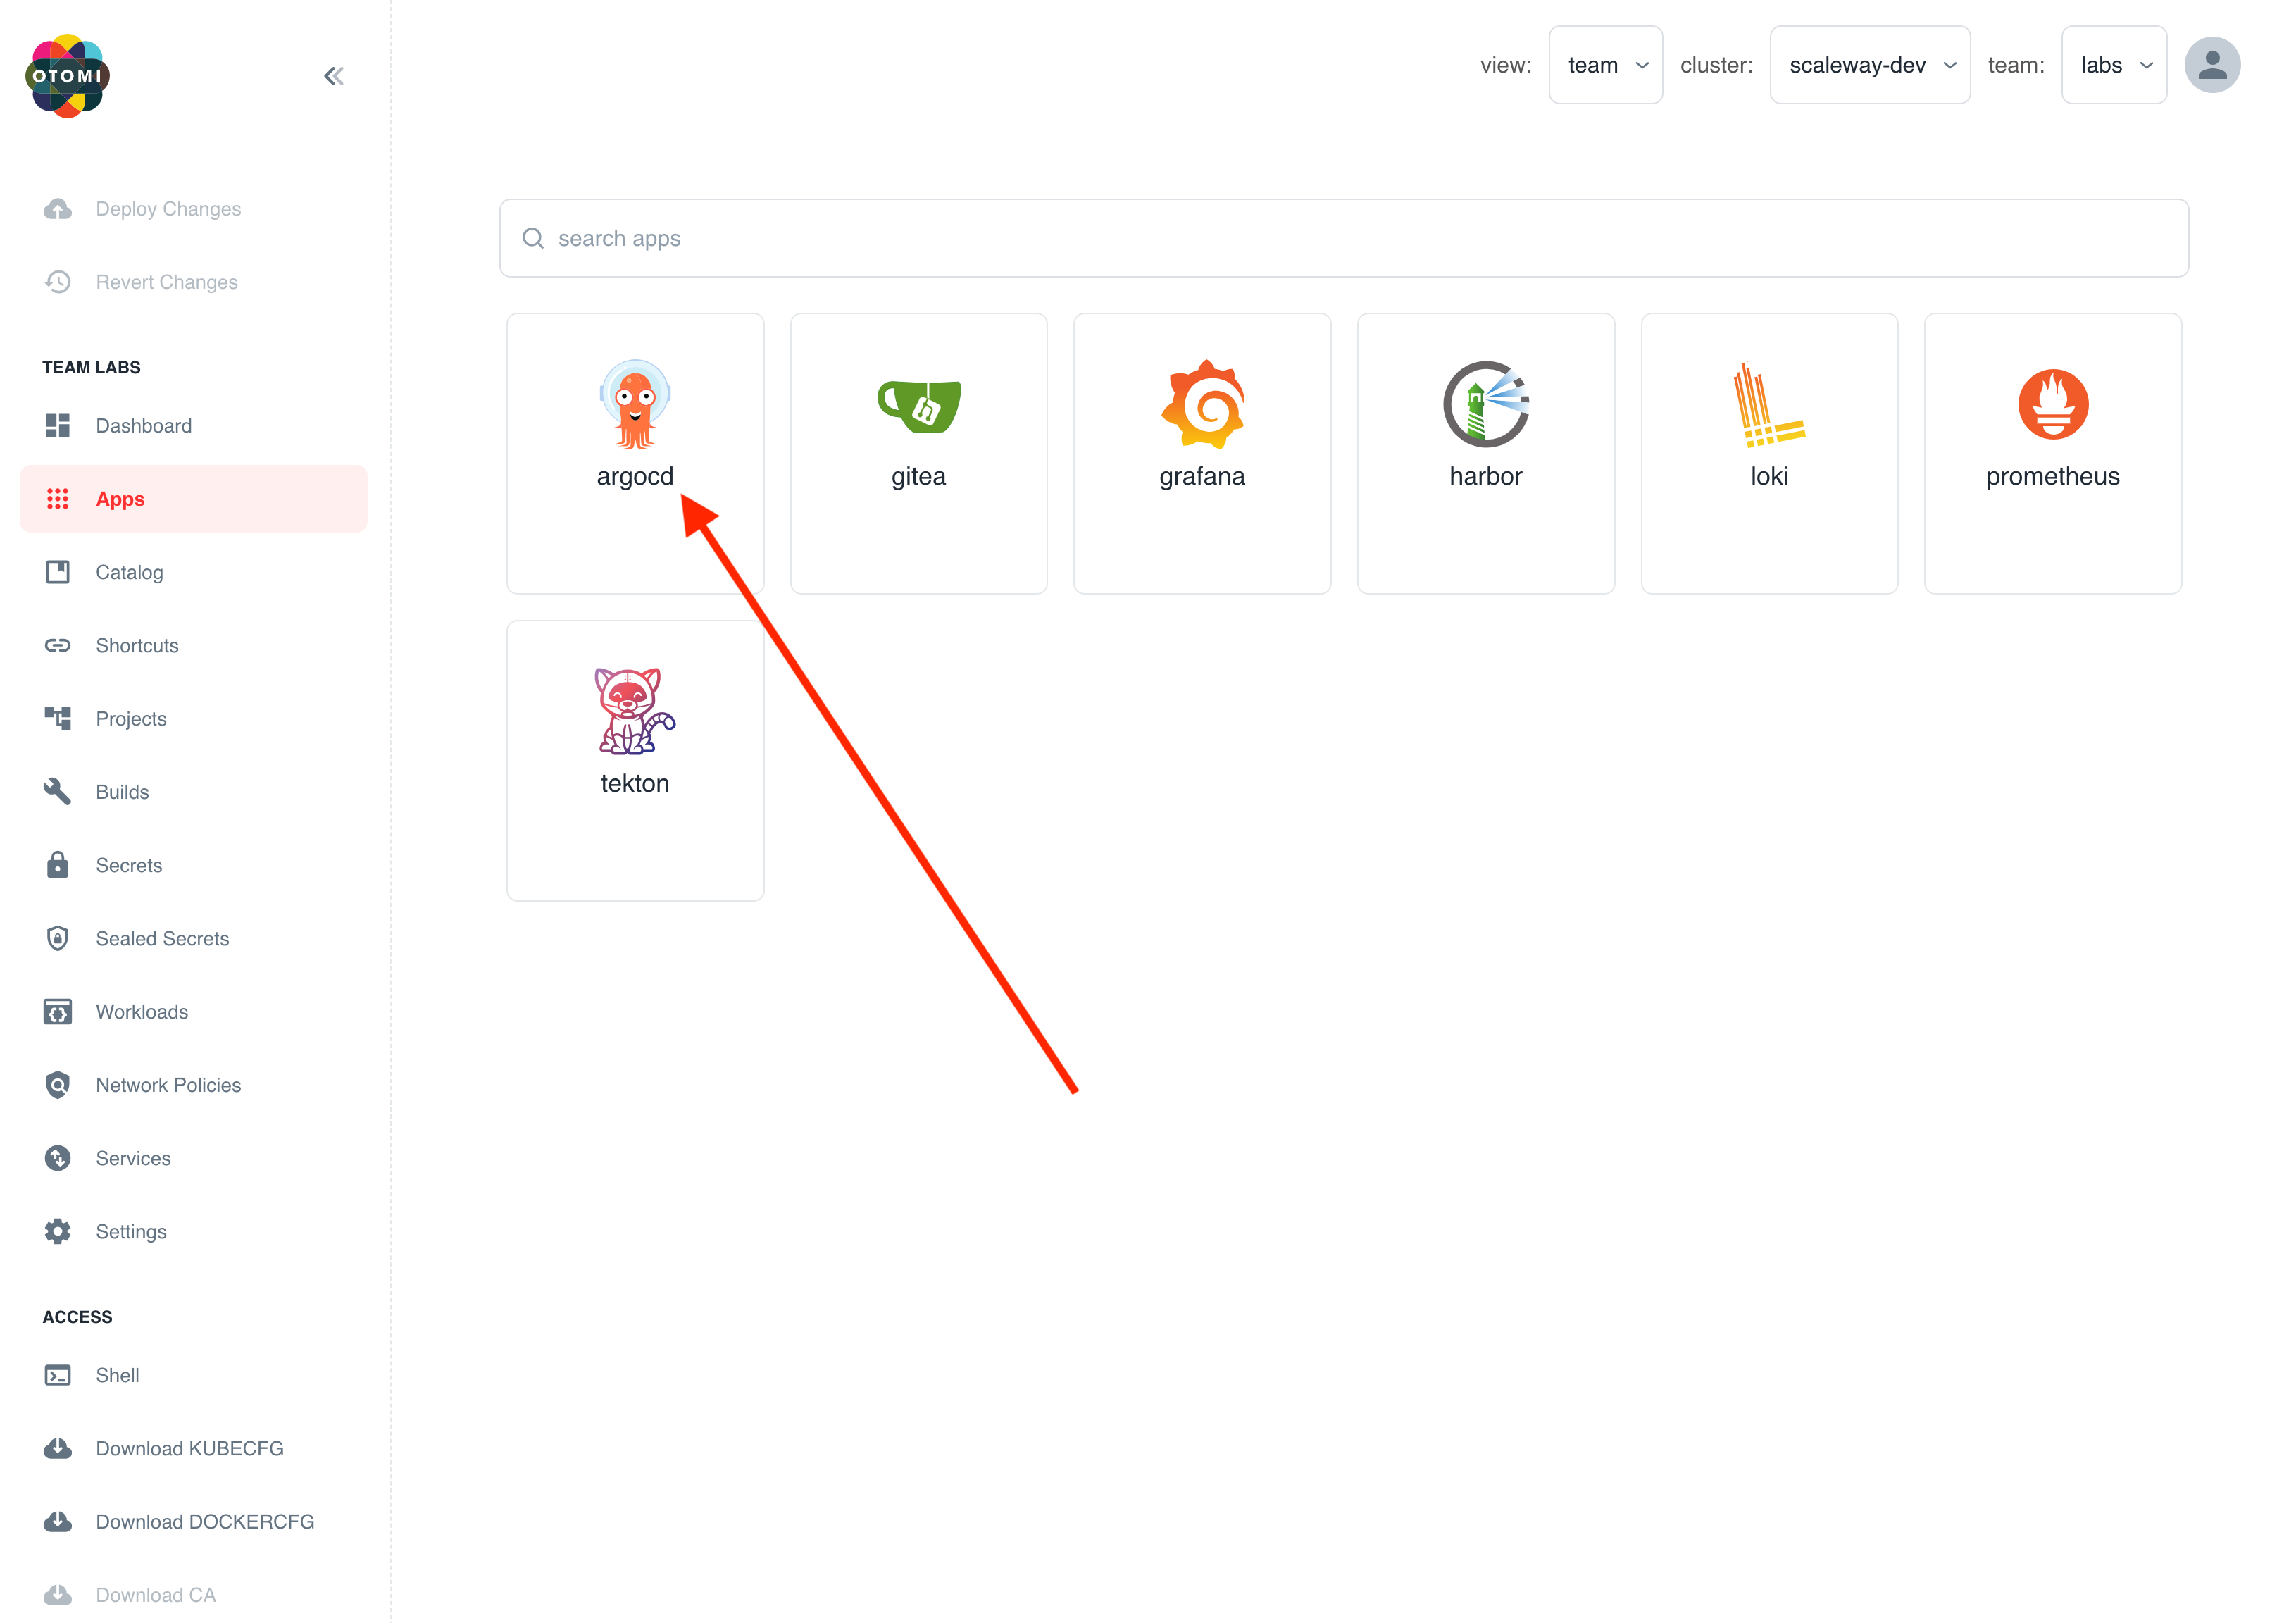 OTOMI
view: team cluster: scaleway-dev team: labs
Deploy Changes
Revert Changes
TEAM LABS
Dashboard
Apps
Catalog
Shortcuts
Projects
Builds
Secrets
Sealed Secrets
Workloads
Network Policies
Services
Settings
ACCESS
Shell
Download KUBECFG
Download DOCKERCFG
Download CA
search apps
argocd
gitea
grafana
harbor
loki
prometheus
tekton